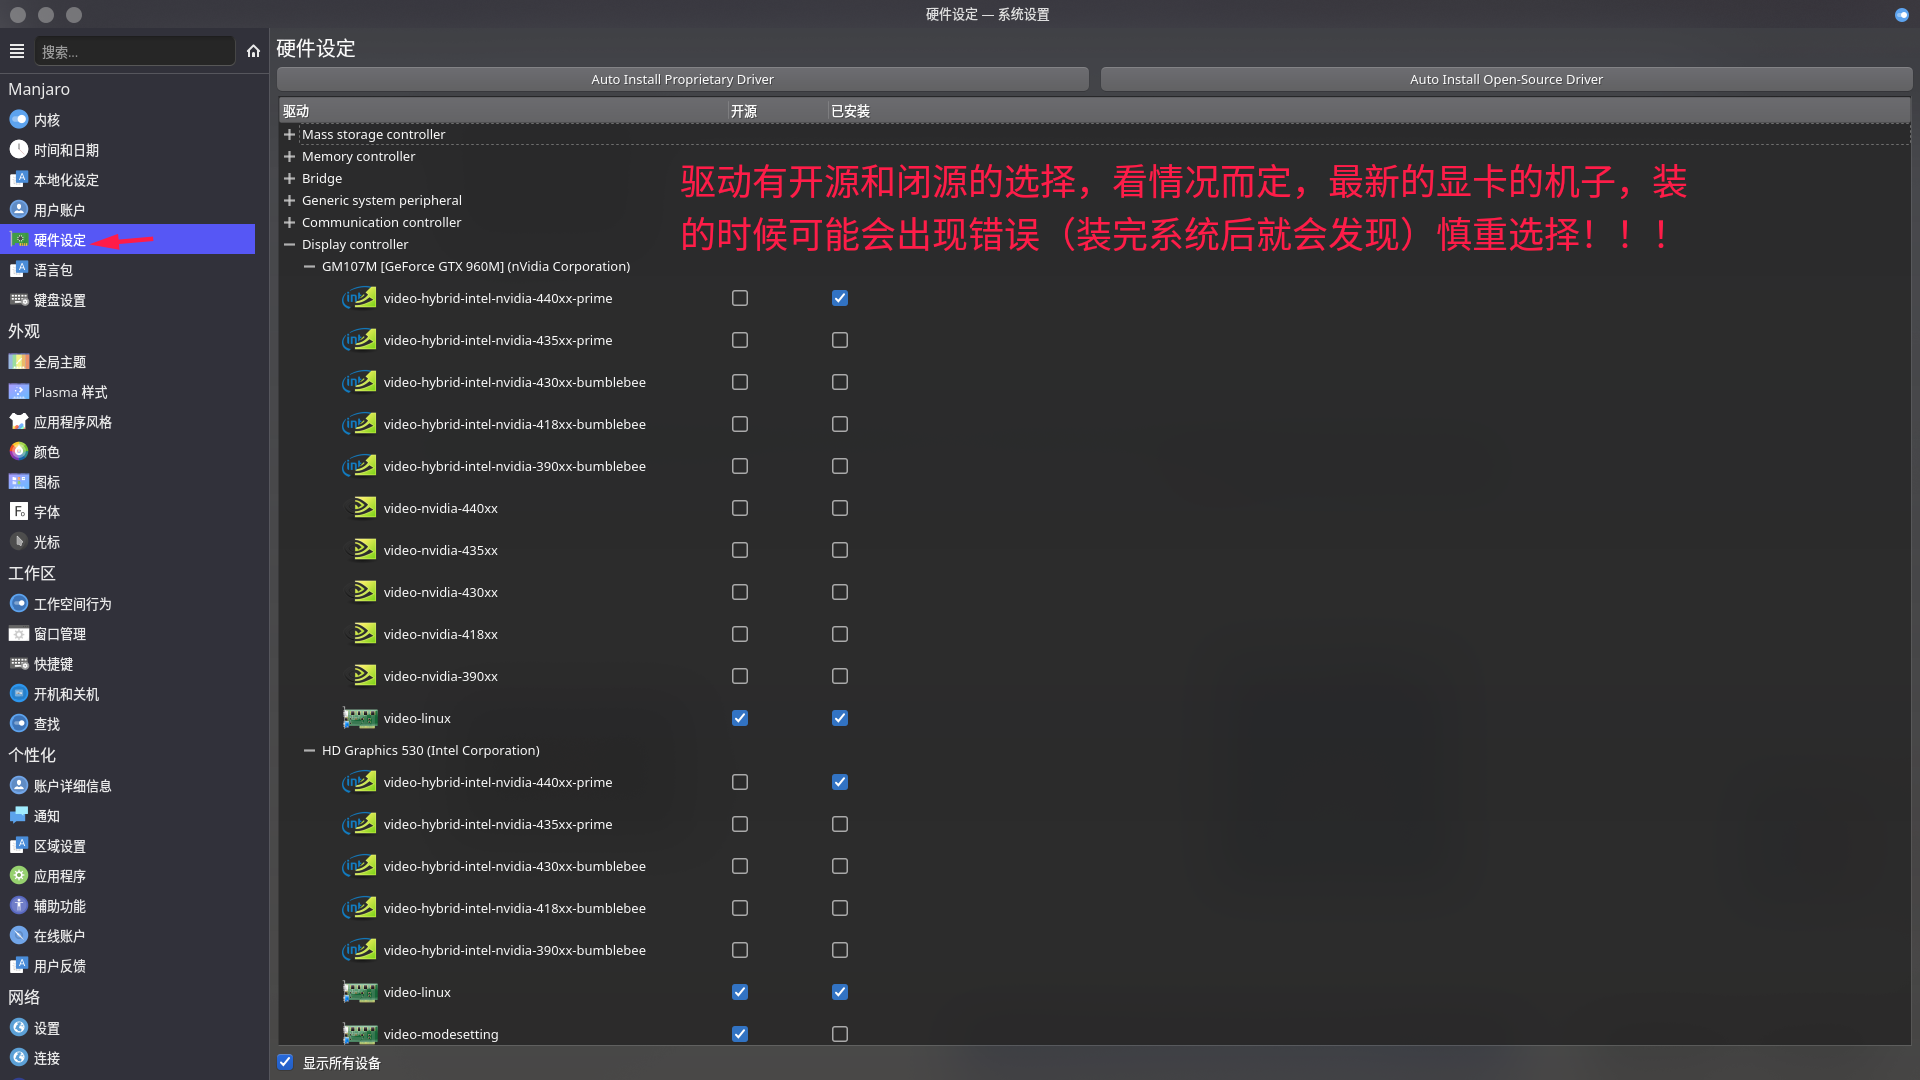 硬件设定 — 系统设置
搜索...
硬件设定
Auto Install Proprietary Driver
Auto Install Open-Source Driver
Manjaro
内核
时间和日期
本地化设定
用户账户
硬件设定
语言包
键盘设置
外观
全局主题
Plasma 样式
应用程序风格
颜色
图标
字体
光标
工作区
工作空间行为
窗口管理
快捷键
开机和关机
查找
个性化
账户详细信息
通知
区域设置
应用程序
辅助功能
在线账户
用户反馈
网络
设置
连接
驱动 开源 已安装
Mass storage controller
Memory controller
Bridge
Generic system peripheral
Communication controller
Display controller
驱动有开源和闭源的选择，看情况而定，最新的显卡的机子，装
的时候可能会出现错误（装完系统后就会发现）慎重选择！！！
GM107M [GeForce GTX 960M] (nVidia Corporation)
video-hybrid-intel-nvidia-440xx-prime
video-hybrid-intel-nvidia-435xx-prime
video-hybrid-intel-nvidia-430xx-bumblebee
video-hybrid-intel-nvidia-418xx-bumblebee
video-hybrid-intel-nvidia-390xx-bumblebee
video-nvidia-440xx
video-nvidia-435xx
video-nvidia-430xx
video-nvidia-418xx
video-nvidia-390xx
video-linux
HD Graphics 530 (Intel Corporation)
video-hybrid-intel-nvidia-440xx-prime
video-hybrid-intel-nvidia-435xx-prime
video-hybrid-intel-nvidia-430xx-bumblebee
video-hybrid-intel-nvidia-418xx-bumblebee
video-hybrid-intel-nvidia-390xx-bumblebee
video-linux
video-modesetting
显示所有设备